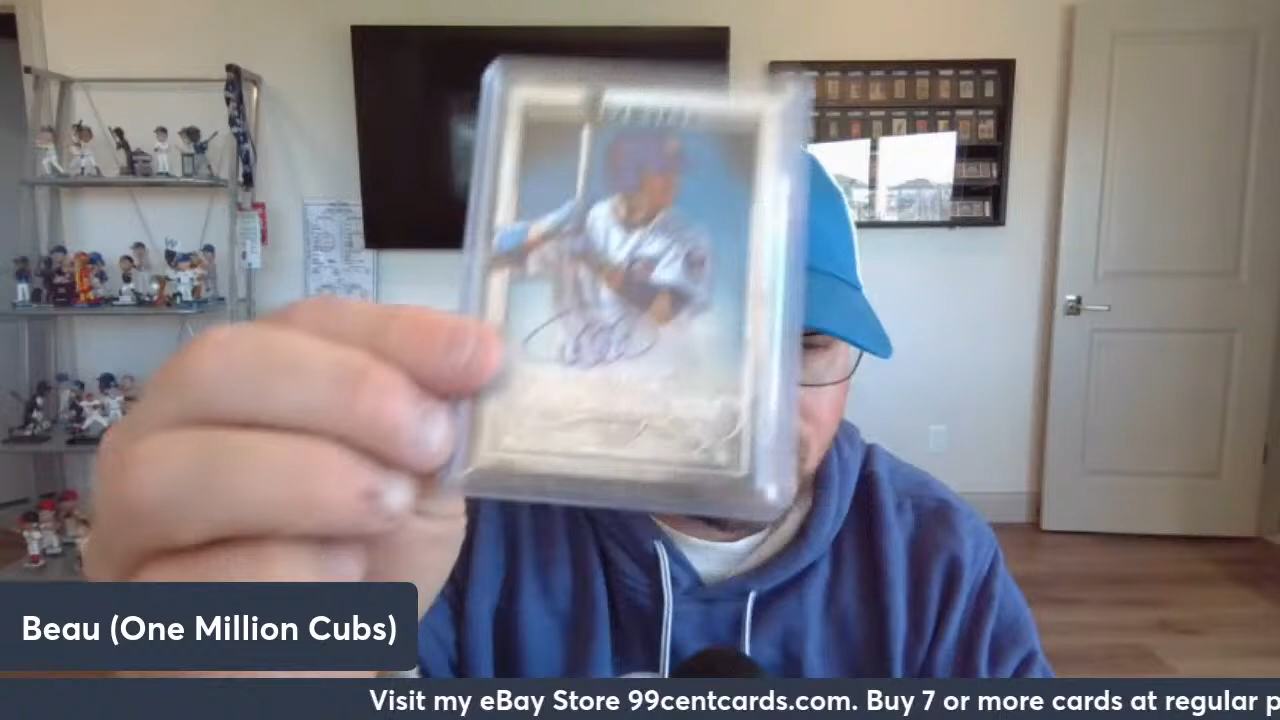 Beau (One Million Cubs)
Visit my eBay Store 99centcards.com. Buy 7 or more cards at regular p